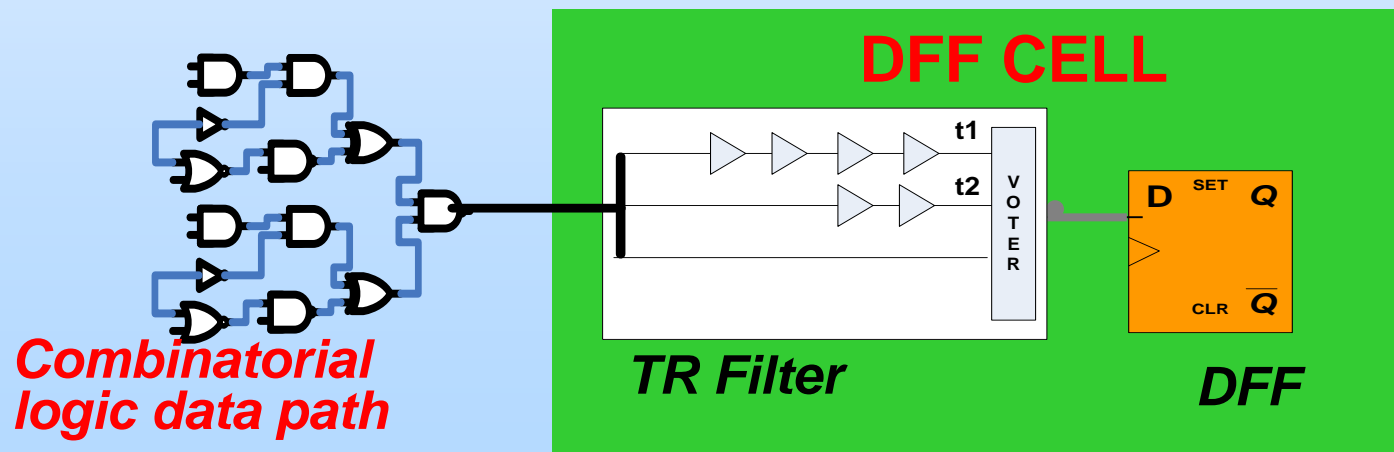 DFF CELL
t1
t2
V
O
T
E
R
D
SET
Q
CLR
Q
TR Filter
DFF
Combinatorial
logic data path